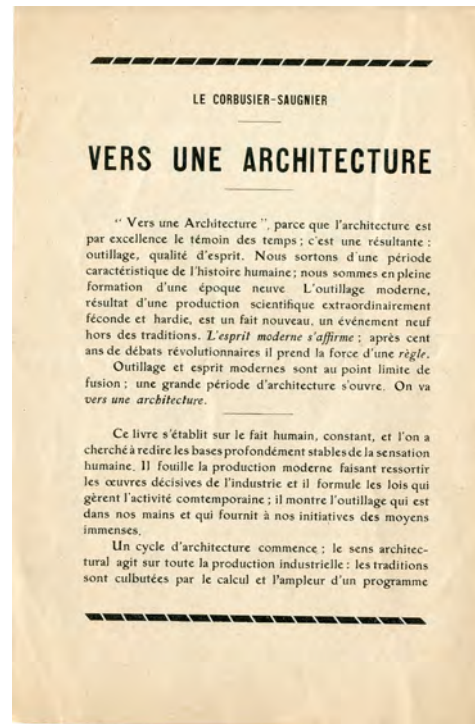 LE CORBUSIER-SAUGNIER
VERS UNE ARCHITECTURE
“ Vers une Architecture ”, parce que l'architecture est
par excellence le témoin des temps ; c'est une résultante :
outillage, qualité d'esprit. Nous sortons d'une période
caractéristique de l'histoire humaine; nous sommes en pleine
formation d'une époque neuve L'outillage moderne,
résultat d'une production scientifique extraordinairement
féconde et hardie, est un fait nouveau, un événement neuf
hors des traditions. L'esprit moderne s'affirme ; après cent
ans de débats révolutionnaires il prend la force d'une règle.
Outillage et esprit modernes sont au point limite de
fusion ; une grande période d'architecture s'ouvre. On va
vers une architecture.
Ce livre s'établit sur le fait humain, constant, et l'on a
cherché à redire les bases profondément stables de la sensation
humaine. Il fouille la production moderne faisant ressortir
les œuvres décisives de l'industrie et il formule les lois qui
gèrent l'activité comtemporaine ; il montre l'outillage qui est
dans nos mains et qui fournit à nos initiatives des moyens
immenses.
Un cycle d'architecture commence ; le sens architec-
tural agit sur toute la production industrielle : les traditions
sont culbutées par le calcul et l'ampleur d'un programme